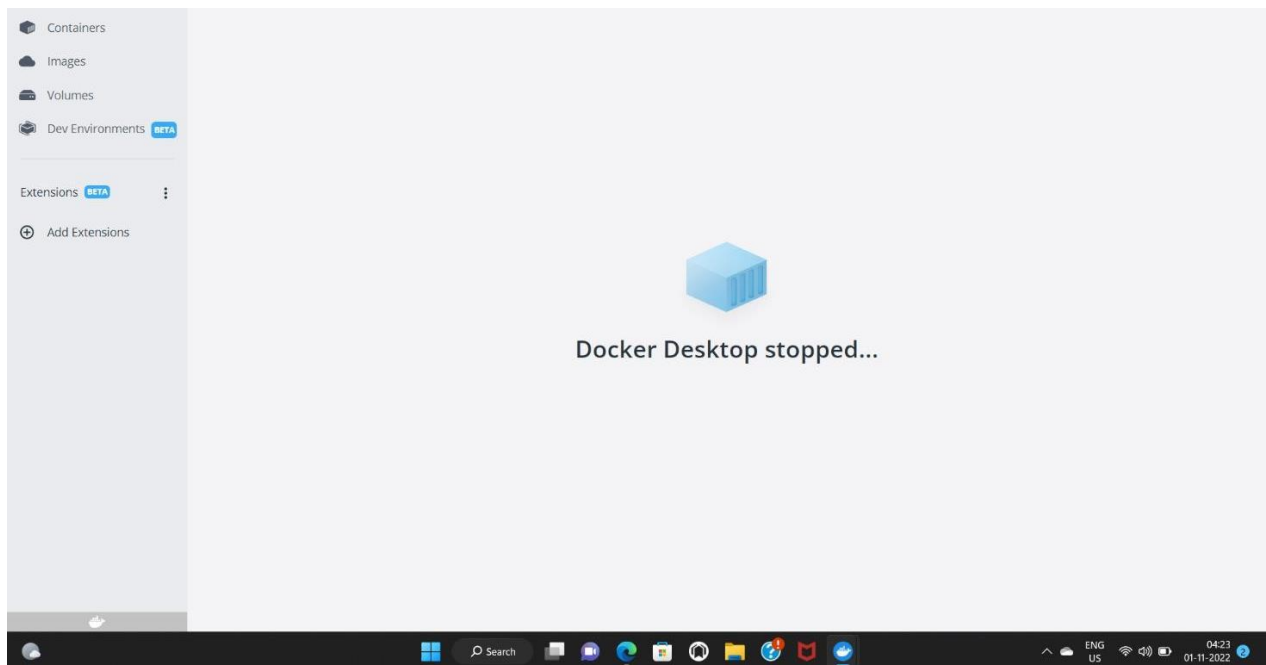 Containers
Images
Volumes
Dev Environments BETA
Extensions BETA
Add Extensions
Docker Desktop stopped...
Search
ENG
US
04:23
01-11-2022
2